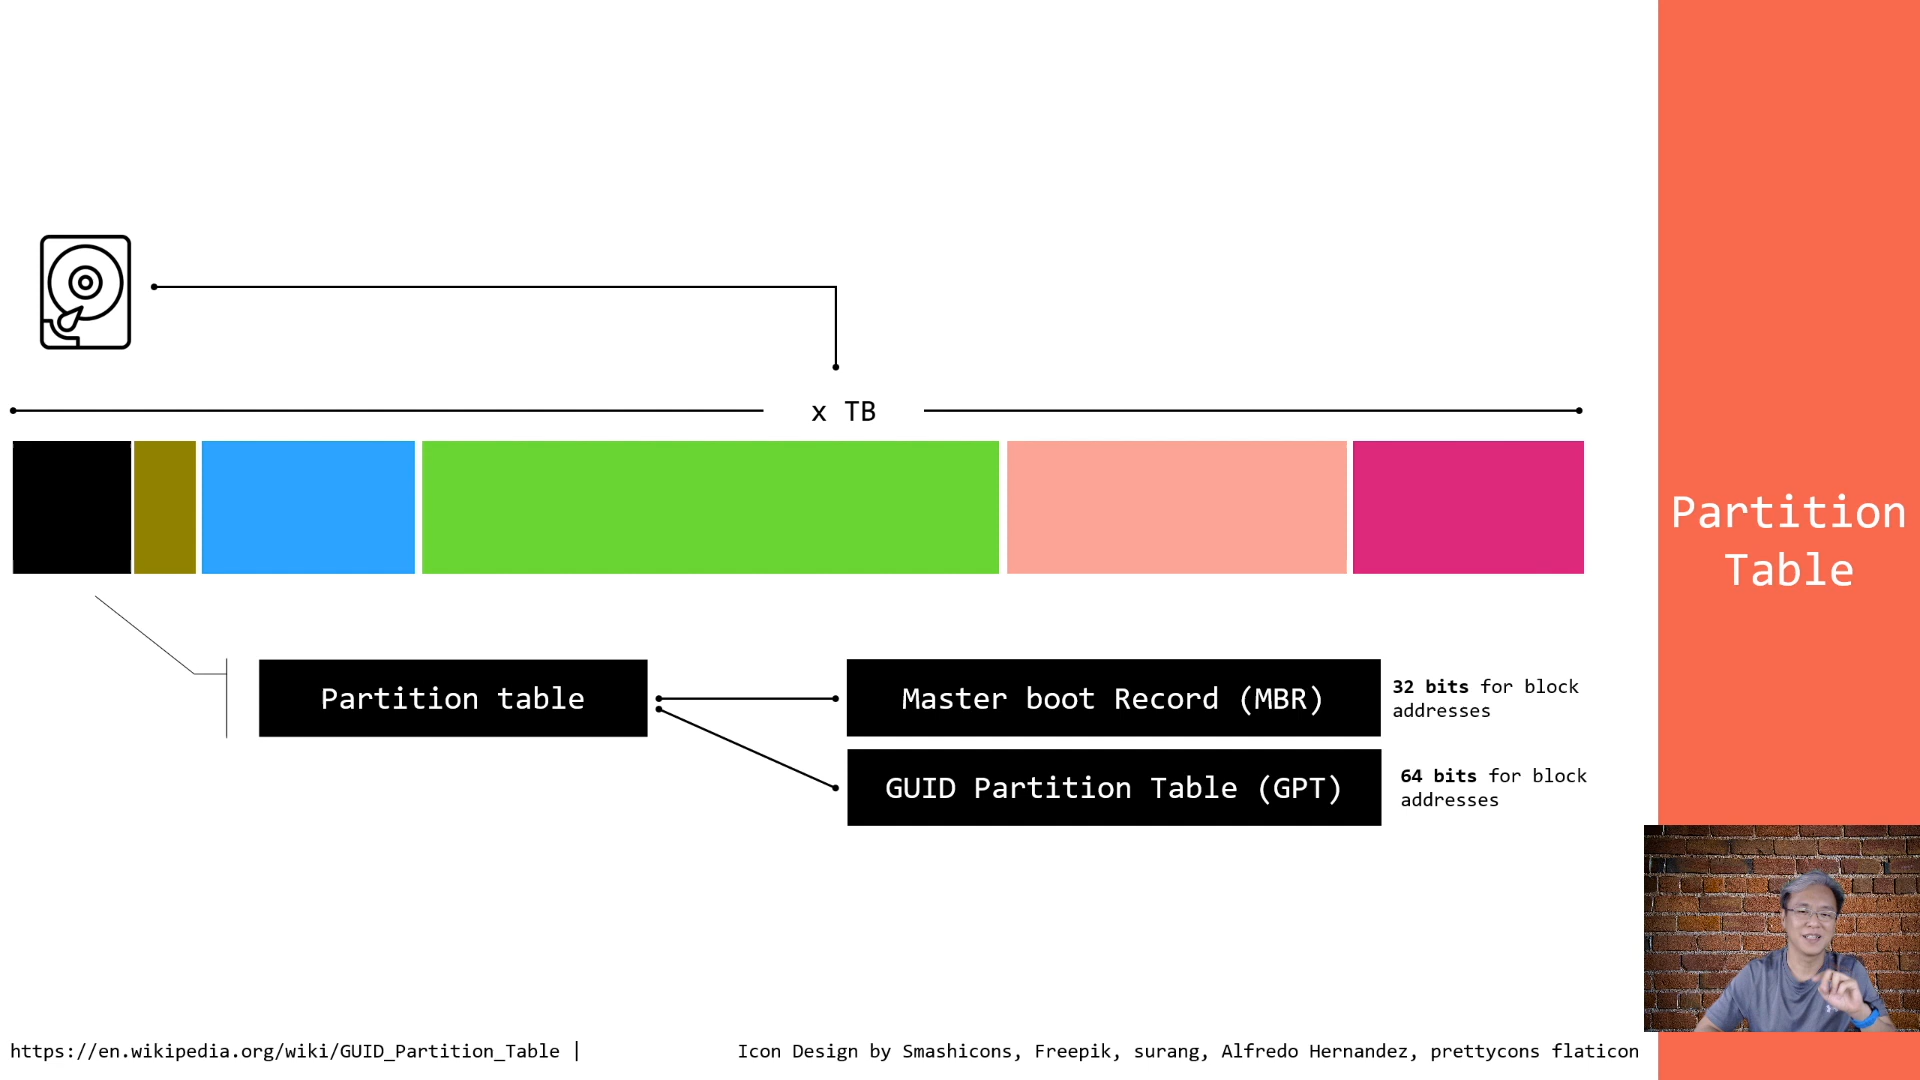 x TB
Partition
Table
Partition table
Master boot Record (MBR)
32 bits for block
addresses
GUID Partition Table (GPT)
64 bits for block
addresses
https://en.wikipedia.org/wiki/GUID_Partition_Table |
Icon Design by Smashicons, Freepik, surang, Alfredo Hernandez, prettycons flaticon